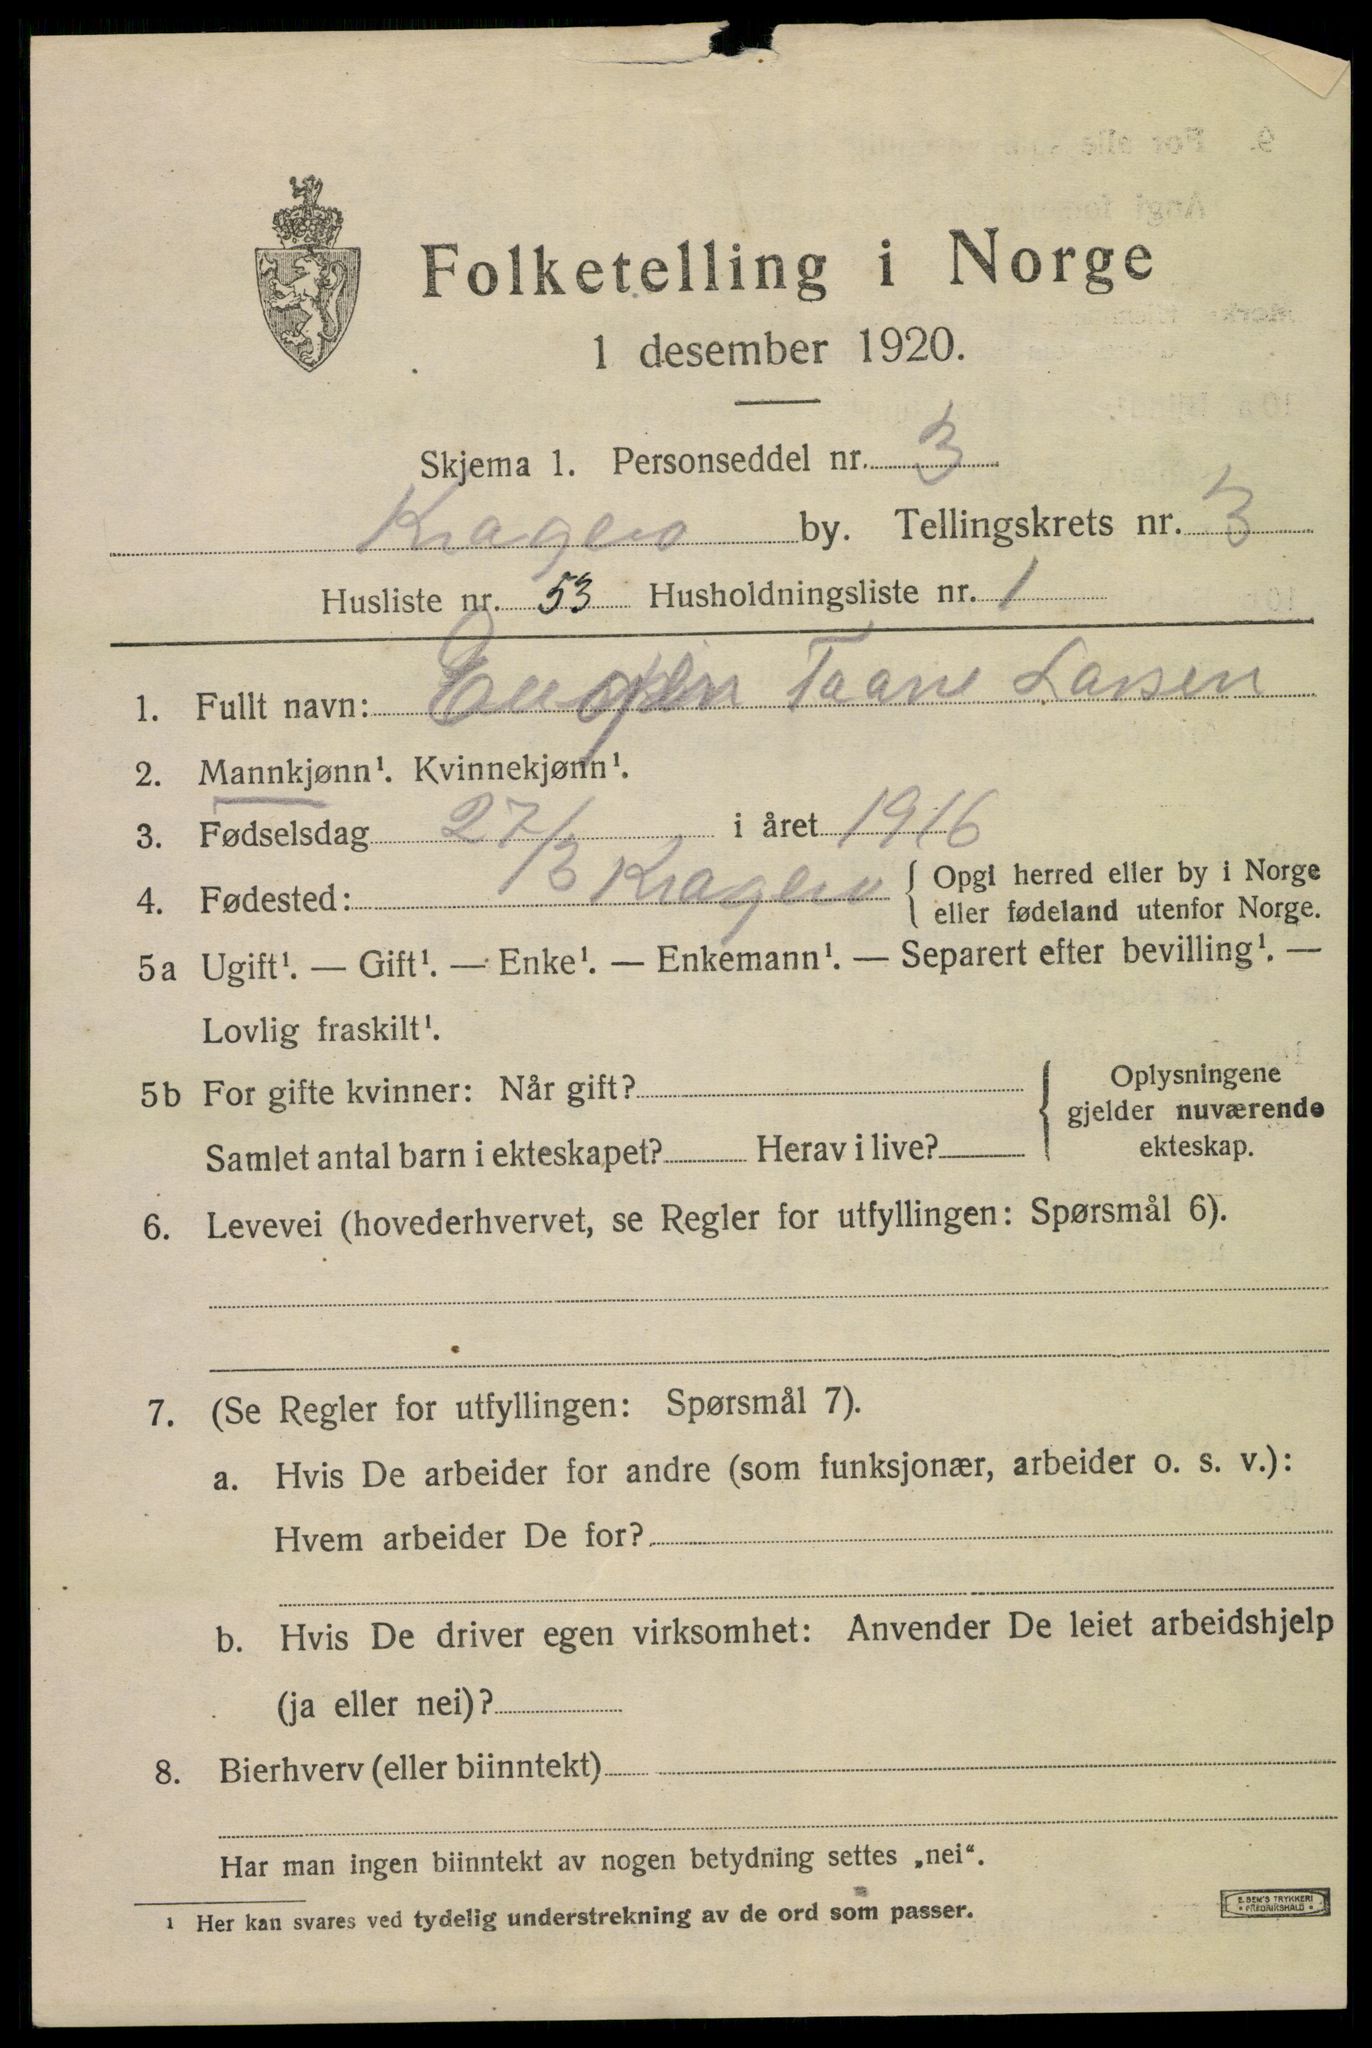 Folketelling i Norge
1 desember 1920.
Skjema 1. Personseddel nr. 3
Kragerø by. Tellingskrets nr. 3
Husliste nr. 53 Husholdningsliste nr. 1
1. Fullt navn: Larsen
2. Mannkjønn¹. Kvinnekjønn¹.
3. Fødselsdag 27/3 i året 1916
4. Fødested: Kragerø { Opgi herred eller by i Norge
eller fødeland utenfor Norge.
5a Ugift¹. — Gift¹. — Enke¹. — Enkemann¹. — Separert efter bevilling¹. —
Lovlig fraskilt¹.
5b For gifte kvinner: Når gift?
Samlet antal barn i ekteskapet? Herav i live?
{ Oplysningene
gjelder nuværende
ekteskap.
6. Levevei (hovederhvervet, se Regler for utfyllingen: Spørsmål 6).
7. (Se Regler for utfyllingen: Spørsmål 7).
a. Hvis De arbeider for andre (som funksjonær, arbeider o. s. v.):
Hvem arbeider De for?
b. Hvis De driver egen virksomhet: Anvender De leiet arbeidshjelp
(ja eller nei)?
8. Bierhverv (eller biinntekt)
Har man ingen biinntekt av nogen betydning settes „nei“.
¹ Her kan svares ved tydelig understrekning av de ord som passer.
E. SEM'S TRYKKERI
* FREDRIKSHALD *